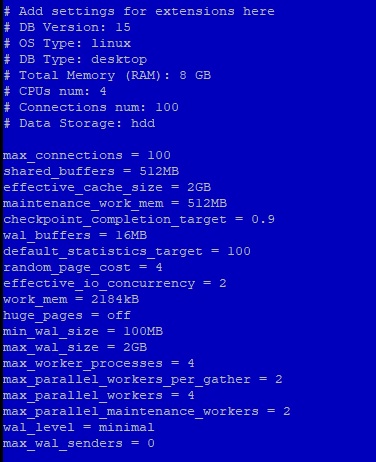 # Add settings for extensions here
# DB Version: 15
# OS Type: linux
# DB Type: desktop
# Total Memory (RAM): 8 GB
# CPUs num: 4
# Connections num: 100
# Data Storage: hdd
max_connections = 100
shared_buffers = 512MB
effective_cache_size = 2GB
maintenance_work_mem = 512MB
checkpoint_completion_target = 0.9
wal_buffers = 16MB
default_statistics_target = 100
random_page_cost = 4
effective_io_concurrency = 2
work_mem = 2184kB
huge_pages = off
min_wal_size = 100MB
max_wal_size = 2GB
max_worker_processes = 4
max_parallel_workers_per_gather = 2
max_parallel_workers = 4
max_parallel_maintenance_workers = 2
wal_level = minimal
max_wal_senders = 0